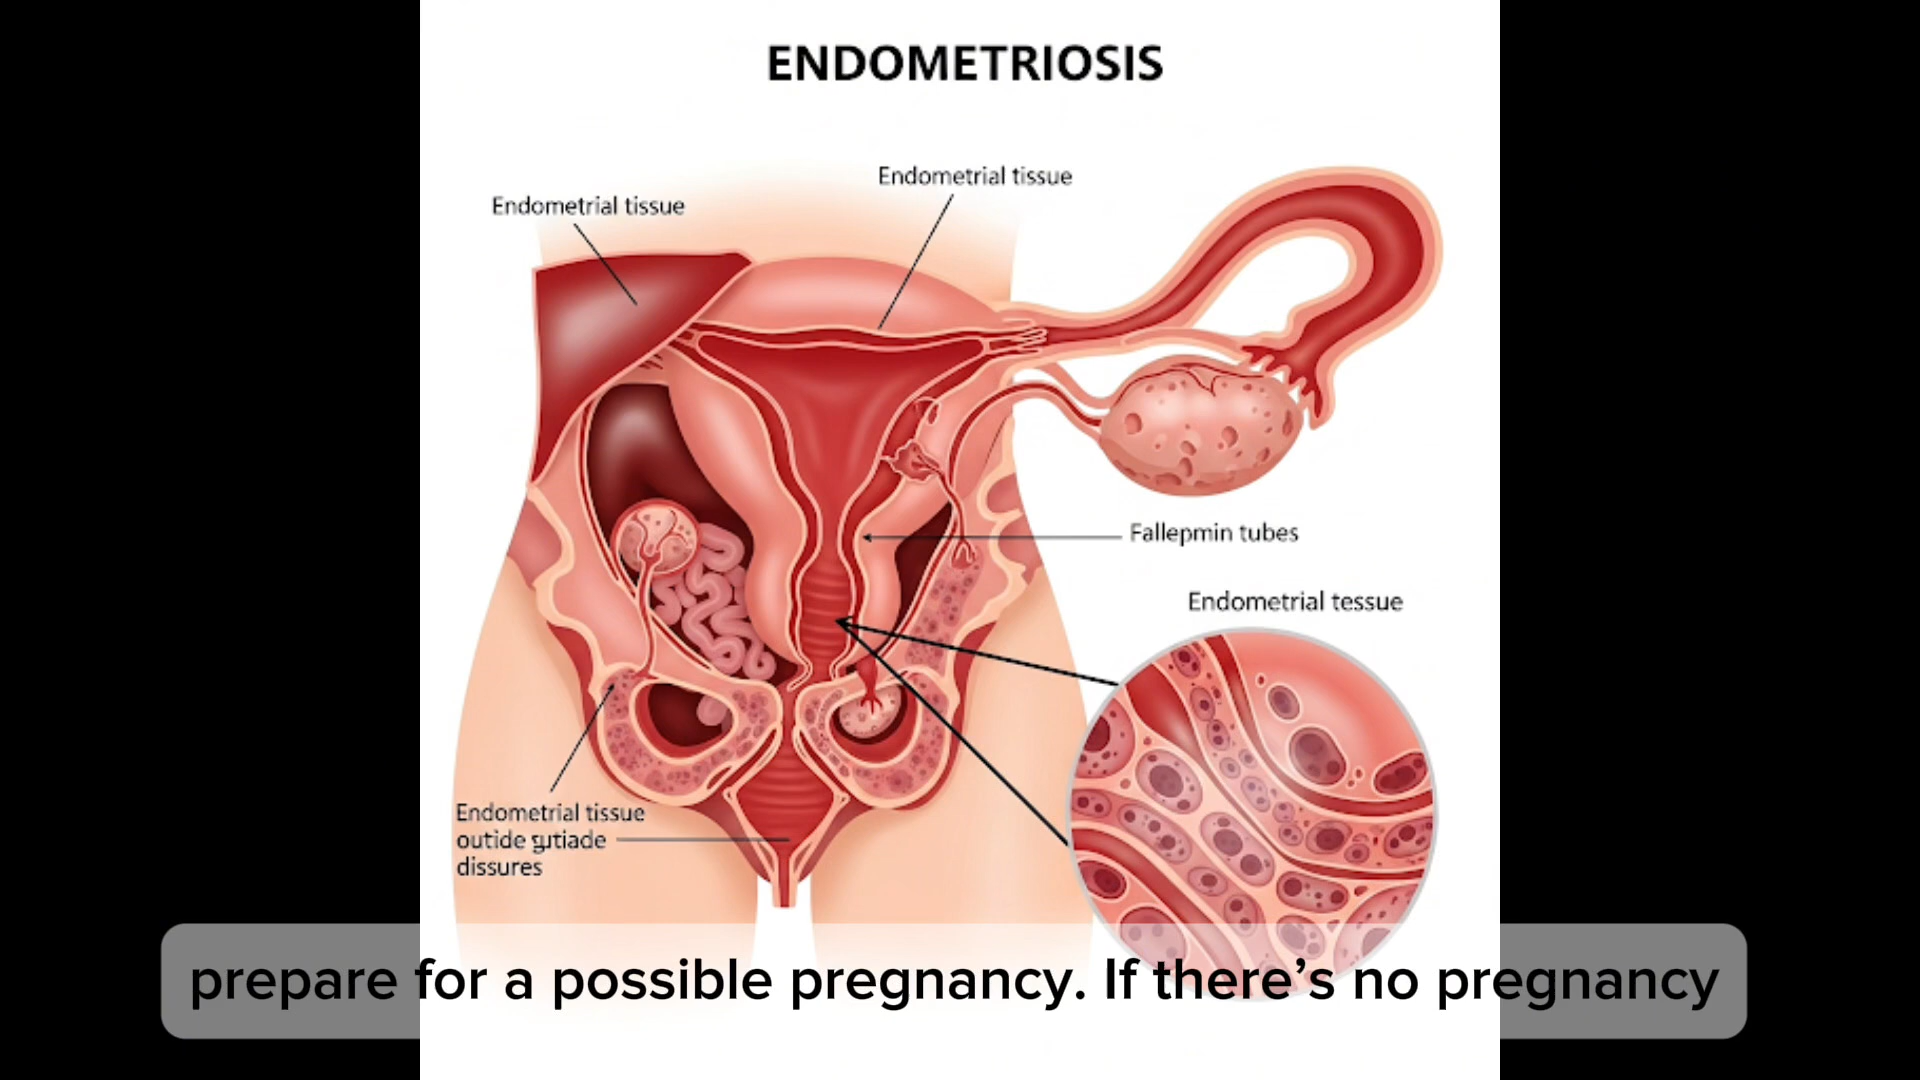 ENDOMETRIOSIS
Endometrial tissue
Endometrial tissue
Fallepmin tubes
Endometrial tessue
Endometrial tissue
outide gutiade
dissures
prepare for a possible pregnancy. If there’s no pregnancy